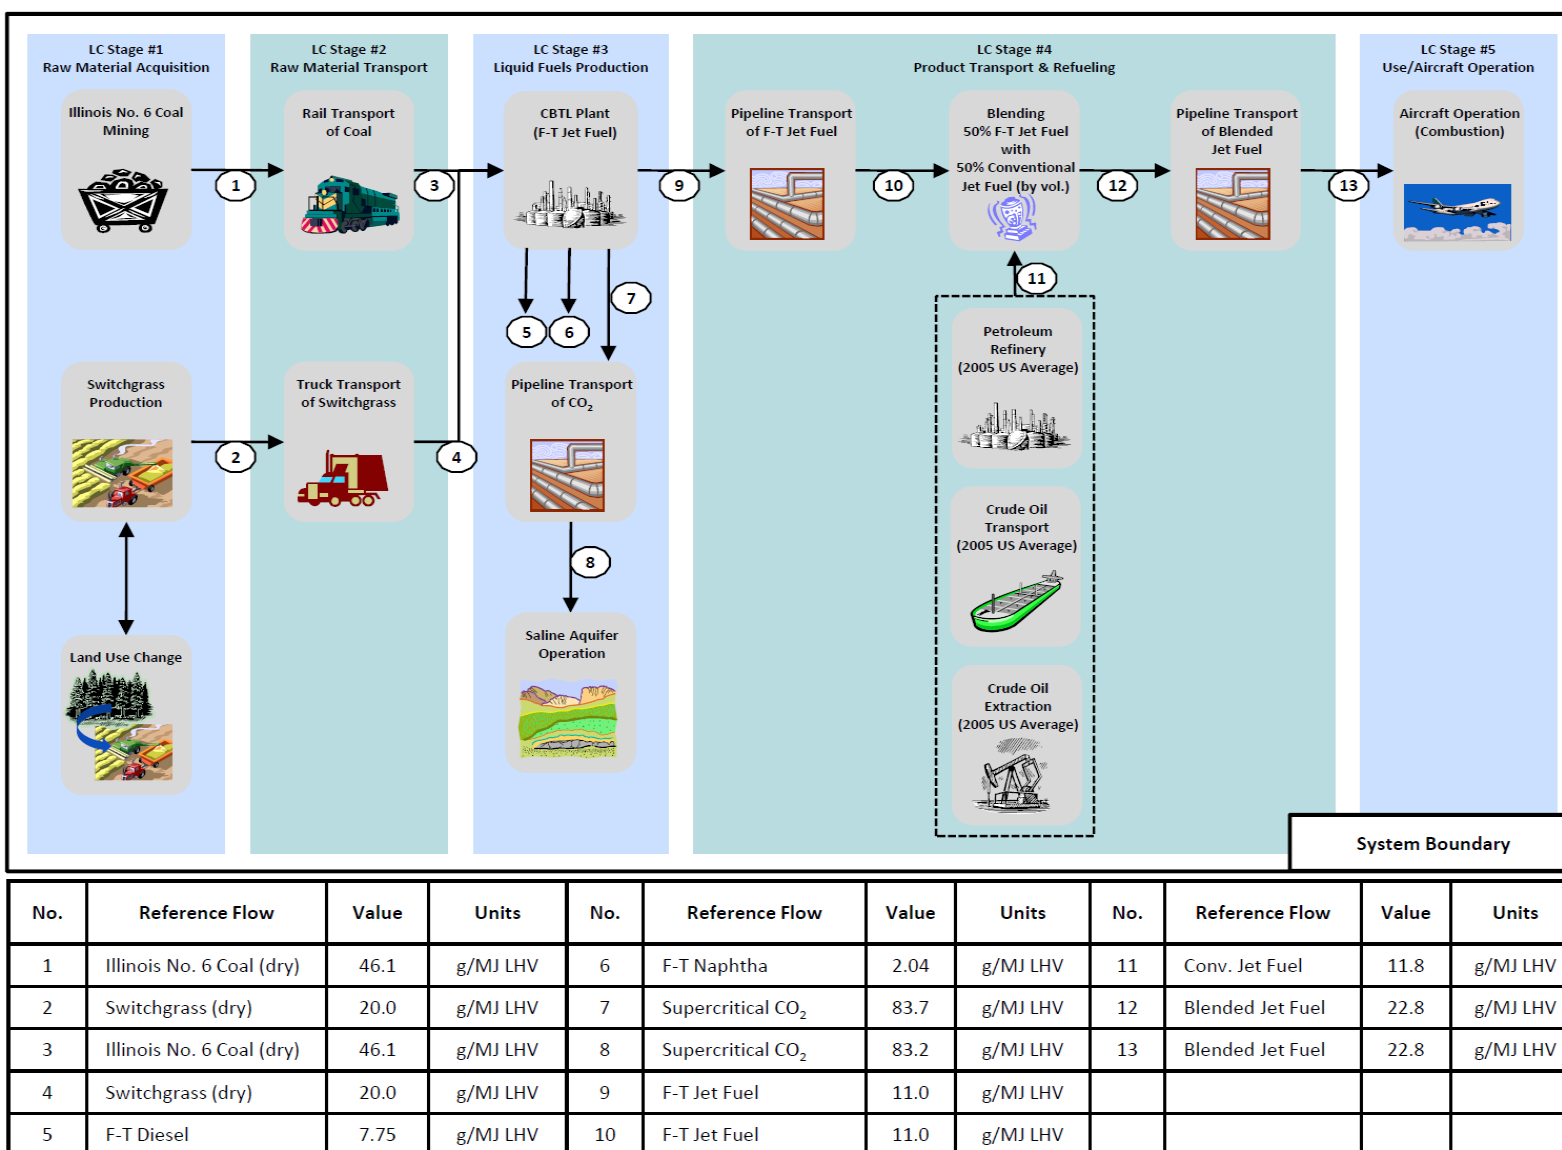 LC Stage #1
Raw Material Acquisition
LC Stage #2
Raw Material Transport
LC Stage #3
Liquid Fuels Production
LC Stage #4
Product Transport & Refueling
LC Stage #5
Use/Aircraft Operation
Illinois No. 6 Coal
Mining
1
Rail Transport
of Coal
3
CBTL Plant
(F-T Jet Fuel)
9
Pipeline Transport
of F-T Jet Fuel
10
Blending
50% F-T Jet Fuel
with
50% Conventional
Jet Fuel (by vol.)
12
Pipeline Transport
of Blended
Jet Fuel
13
Aircraft Operation
(Combustion)
5
6
7
11
Switchgrass
Production
2
Truck Transport
of Switchgrass
4
Pipeline Transport
of CO2
8
Petroleum
Refinery
(2005 US Average)
Crude Oil
Transport
(2005 US Average)
Land Use Change
Saline Aquifer
Operation
Crude Oil
Extraction
(2005 US Average)
System Boundary
No. Reference Flow Value Units No. Reference Flow Value Units No. Reference Flow Value Units
1 Illinois No. 6 Coal (dry) 46.1 g/MJ LHV 6 F-T Naphtha 2.04 g/MJ LHV 11 Conv. Jet Fuel 11.8 g/MJ LHV
2 Switchgrass (dry) 20.0 g/MJ LHV 7 Supercritical CO2 83.7 g/MJ LHV 12 Blended Jet Fuel 22.8 g/MJ LHV
3 Illinois No. 6 Coal (dry) 46.1 g/MJ LHV 8 Supercritical CO2 83.2 g/MJ LHV 13 Blended Jet Fuel 22.8 g/MJ LHV
4 Switchgrass (dry) 20.0 g/MJ LHV 9 F-T Jet Fuel 11.0 g/MJ LHV
5 F-T Diesel 7.75 g/MJ LHV 10 F-T Jet Fuel 11.0 g/MJ LHV